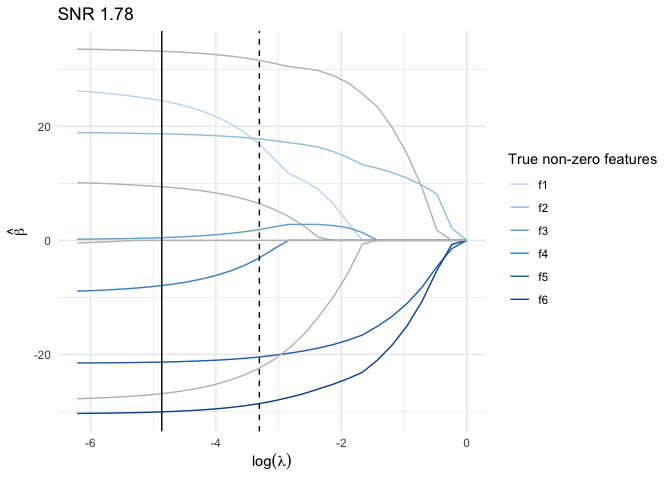 SNR 1.78
20
0
-20
β̂
-6
-4
-2
0
log(λ)
True non-zero features
f1
f2
f3
f4
f5
f6